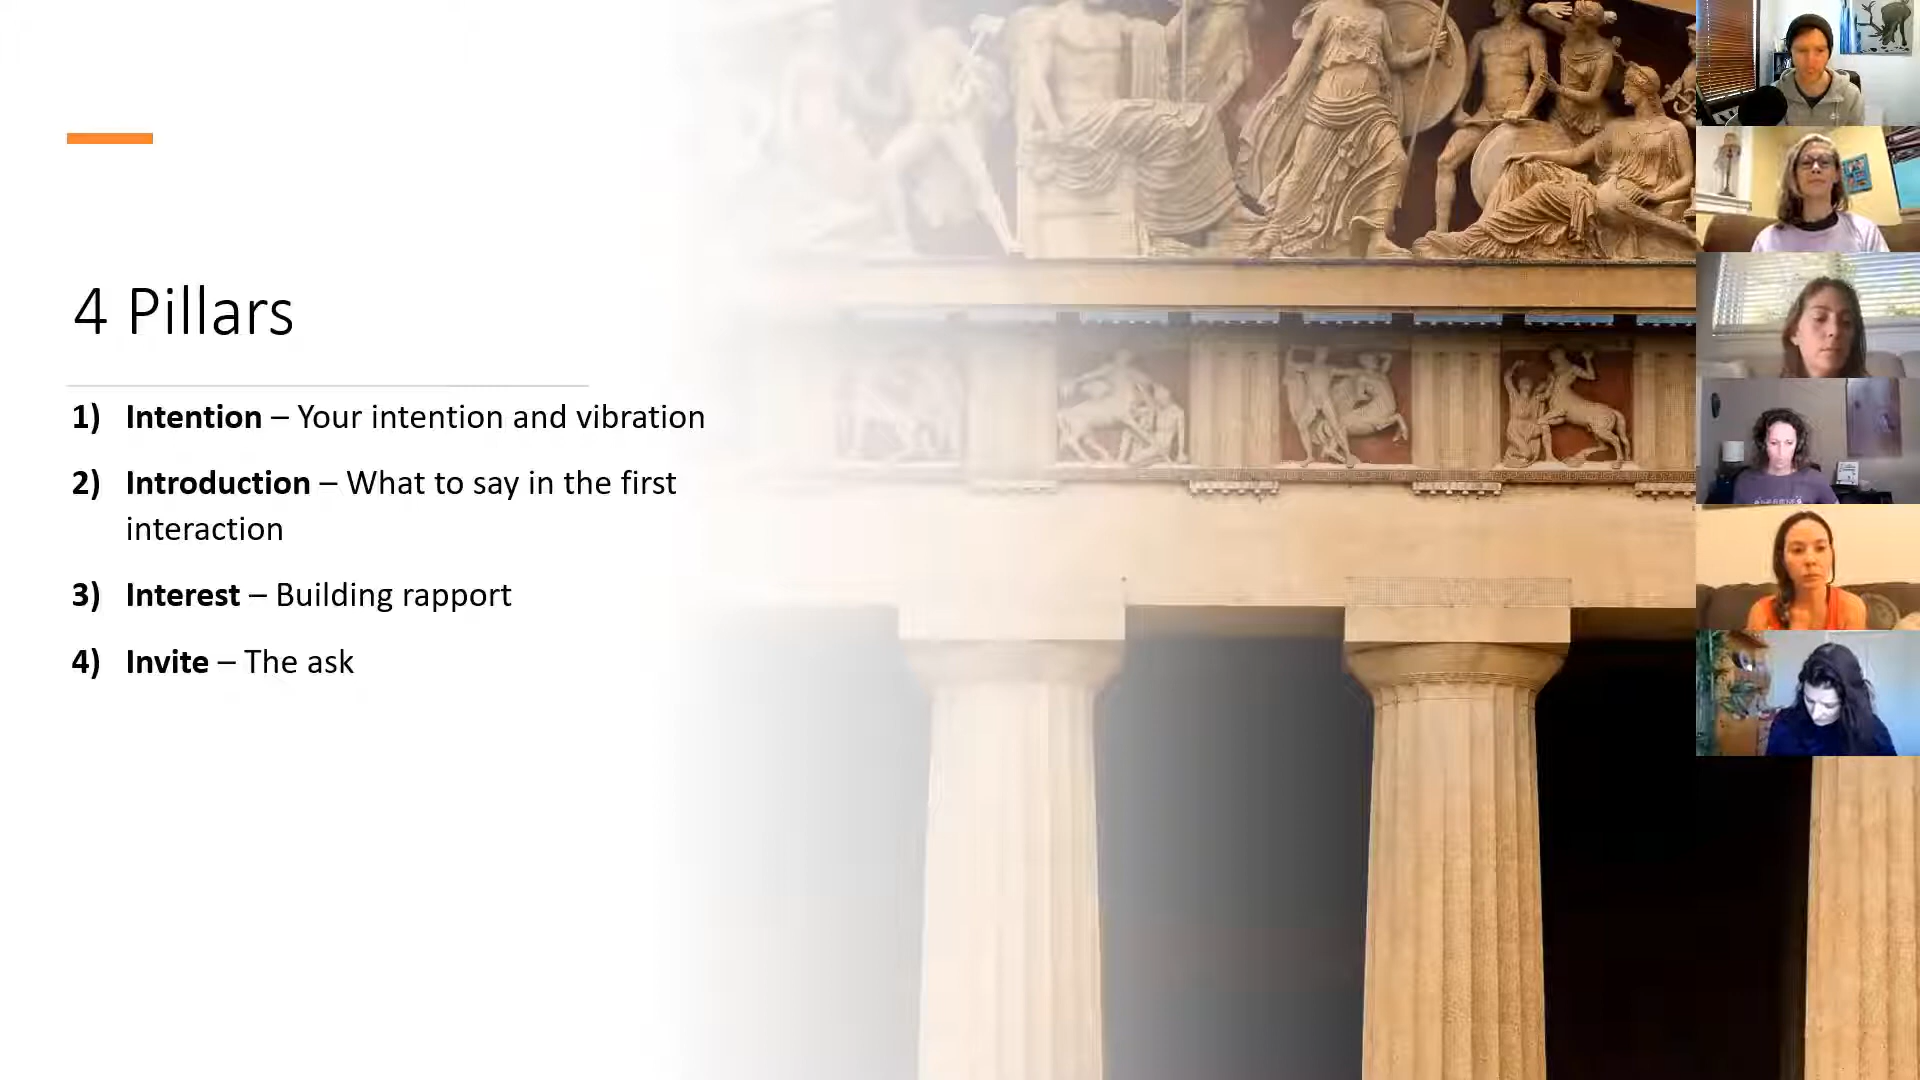 4 Pillars
1) Intention – Your intention and vibration
2) Introduction – What to say in the first
interaction
3) Interest – Building rapport
4) Invite – The ask